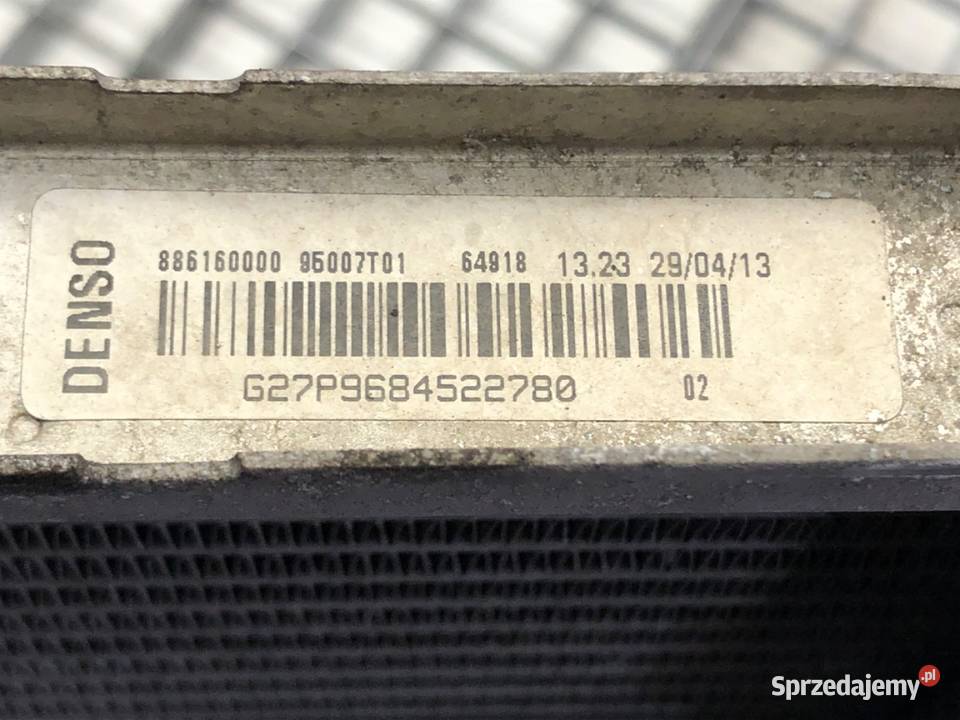 DENSO
886160000 95007T01 64918 13.23 29/04/13
G27P9684522780 02
Sprzedajemy.pl